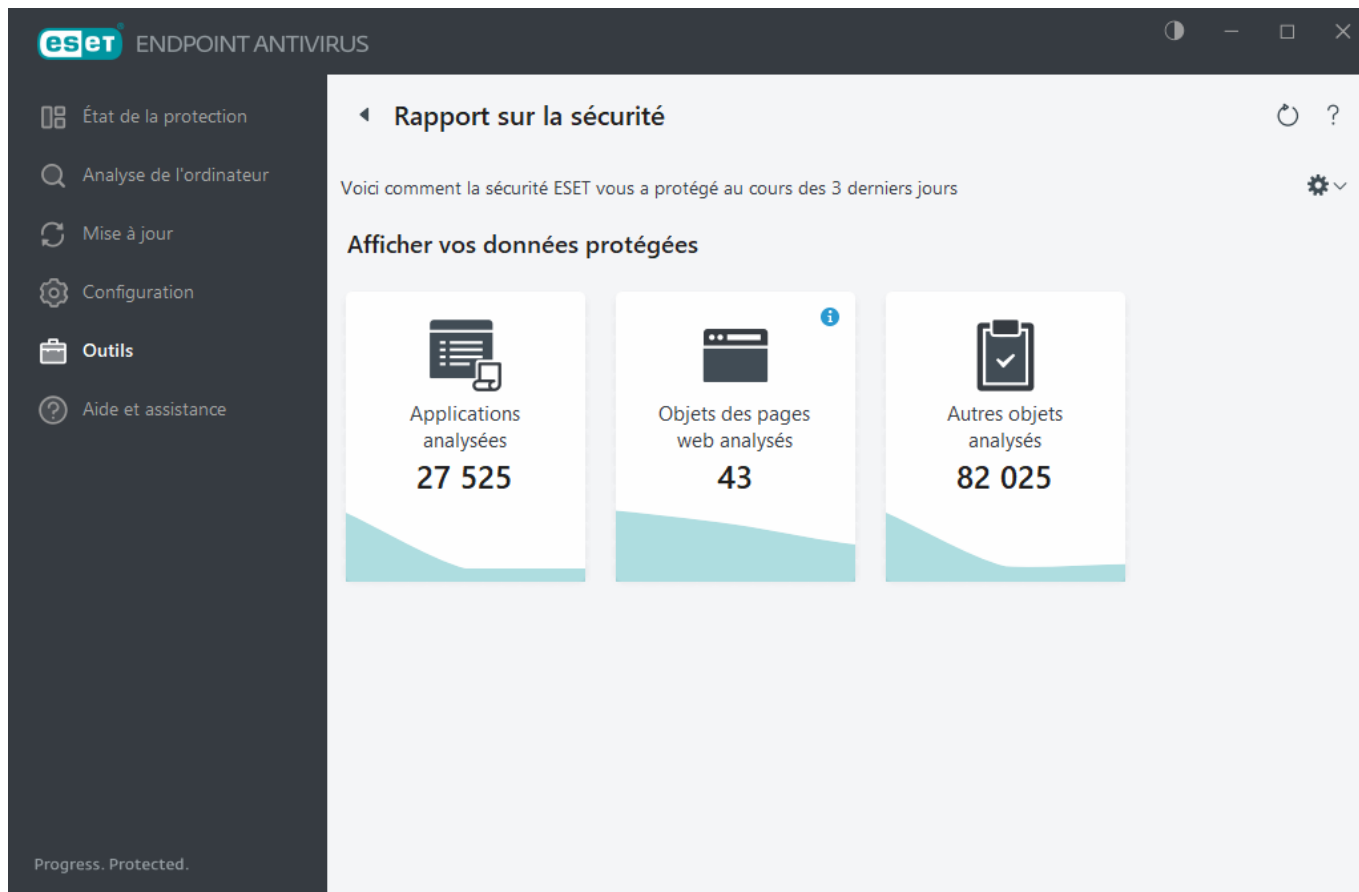 eset ENDPOINT ANTIVIRUS
État de la protection
Analyse de l'ordinateur
Mise à jour
Configuration
Outils
Aide et assistance
Progress. Protected.
Rapport sur la sécurité
?
Voici comment la sécurité ESET vous a protégé au cours des 3 derniers jours
Afficher vos données protégées
Applications
analysées
27 525
Objets des pages
web analysés
43
Autres objets
analysés
82 025